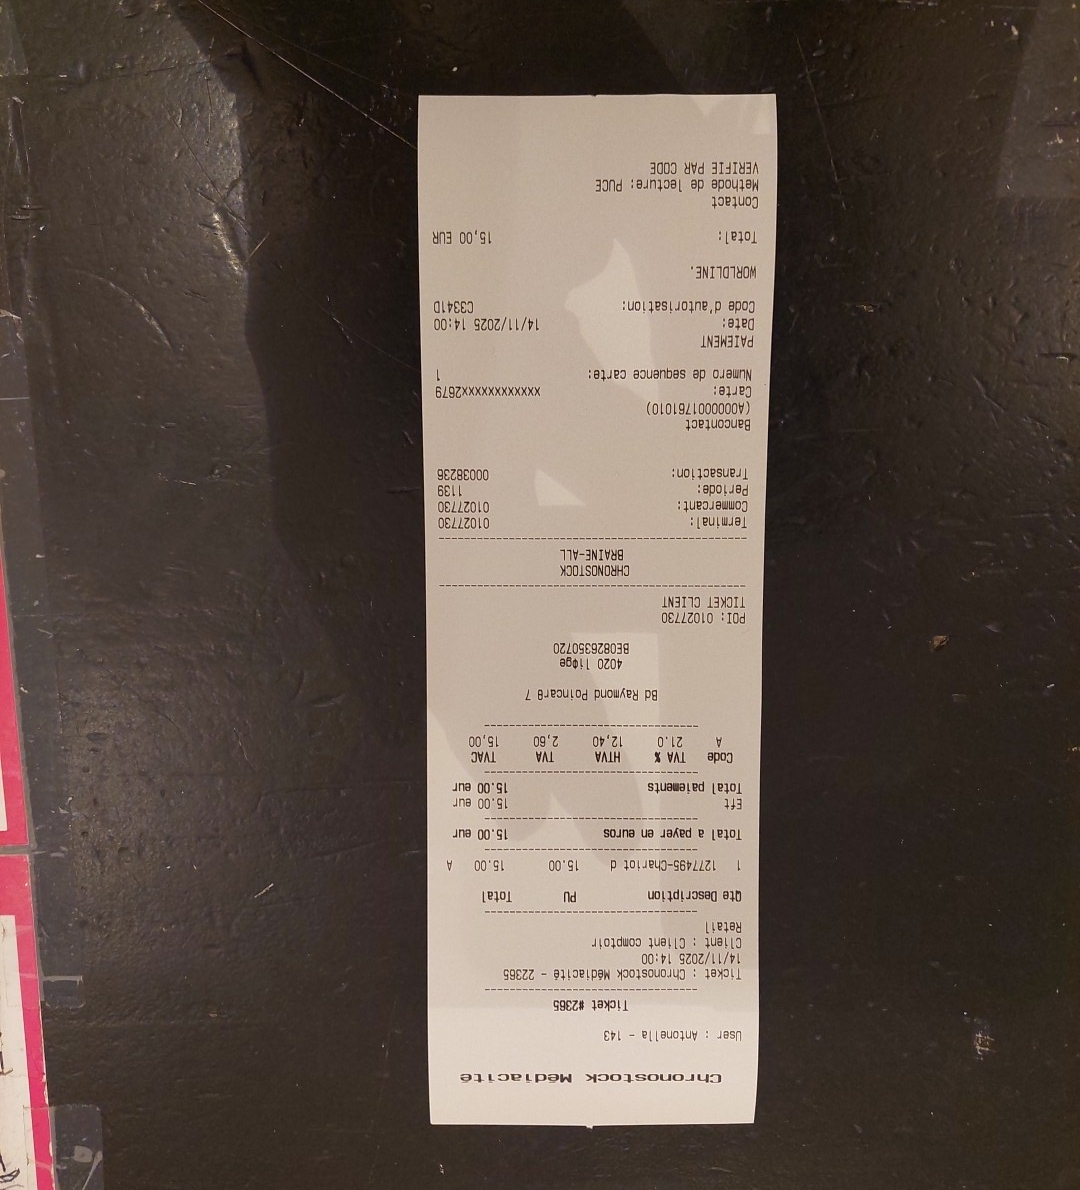 Chronostock Médiacité
User : Antonella - 143
Ticket #2365
Ticket : Chronostock Médiacité - 22365
14/11/2025 14:00
Client : Client comptoir
Retail
Qte Description PU Total
1 1277495-Chariot d 15.00 15.00 A
Total a payer en euros 15.00 eur
Eft 15.00 eur
Total paiements 15.00 eur
Code TVA % HTVA TVA TVAC
A 21.0 12,40 2,60 15,00
Bd Raymond Poincarθ 7
4020 liΦge
BE0826350720
POI: 01027730
TICKET CLIENT
CHRONOSTOCK
BRAINE-ALL
Terminal: 01027730
Commercant: 01027730
Periode: 1139
Transaction: 00038236
Bancontact
(A0000001761010)
Carte: xxxxxxxxxxxxx2679
Numero de sequence carte: 1
PAIEMENT
Date: 14/11/2025 14:00
Code d'autorisation: C3341D
WORLDLINE.
Total: 15,00 EUR
Contact
Methode de lecture: PUCE
VERIFIE PAR CODE